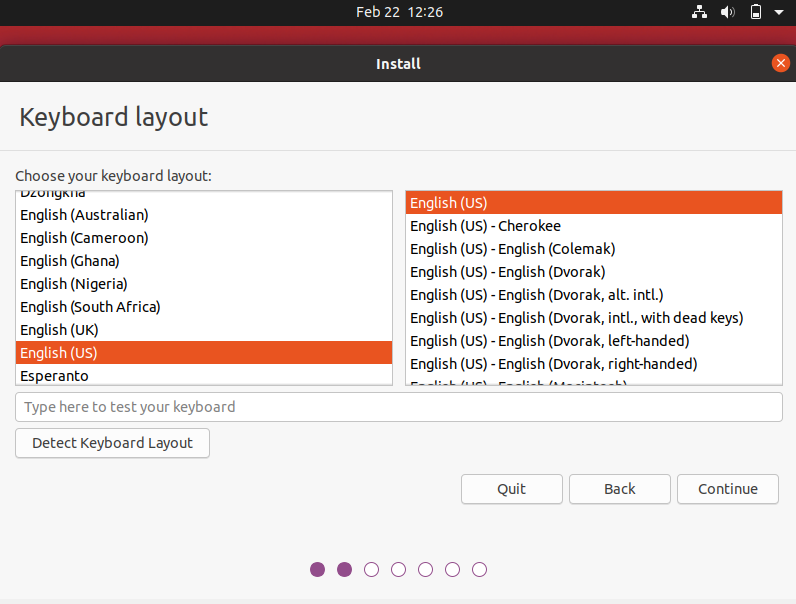 Feb 22 12:26
Install
Keyboard layout
Choose your keyboard layout:
Dzongkha
English (Australian)
English (Cameroon)
English (Ghana)
English (Nigeria)
English (South Africa)
English (UK)
English (US)
Esperanto
English (US)
English (US) - Cherokee
English (US) - English (Colemak)
English (US) - English (Dvorak)
English (US) - English (Dvorak, alt. intl.)
English (US) - English (Dvorak, intl., with dead keys)
English (US) - English (Dvorak, left-handed)
English (US) - English (Dvorak, right-handed)
English (US) - English (Macintosh)
Type here to test your keyboard
Detect Keyboard Layout
Quit
Back
Continue